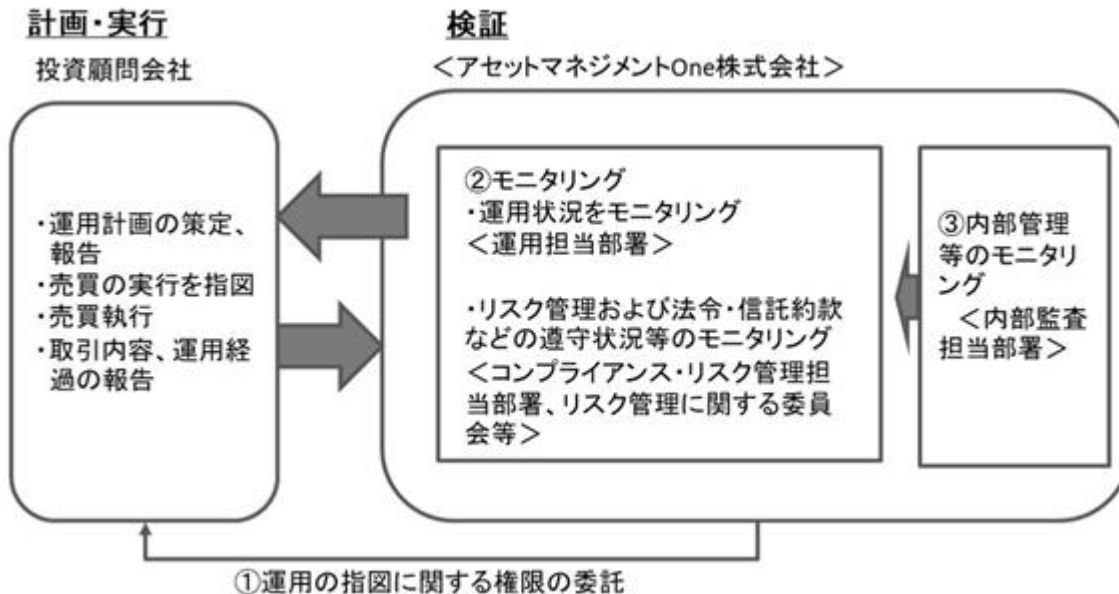 計画・実行
投資顧問会社
・運用計画の策定、
報告
・売買の実行を指図
・売買執行
・取引内容、運用経
過の報告
検証
＜アセットマネジメントOne株式会社＞
②モニタリング
・運用状況をモニタリング
＜運用担当部署＞
・リスク管理および法令・信託約款
などの遵守状況等のモニタリング
＜コンプライアンス・リスク管理担
当部署、リスク管理に関する委員
会等＞
③内部管理
等のモニタリ
ング
＜内部監査
担当部署＞
①運用の指図に関する権限の委託